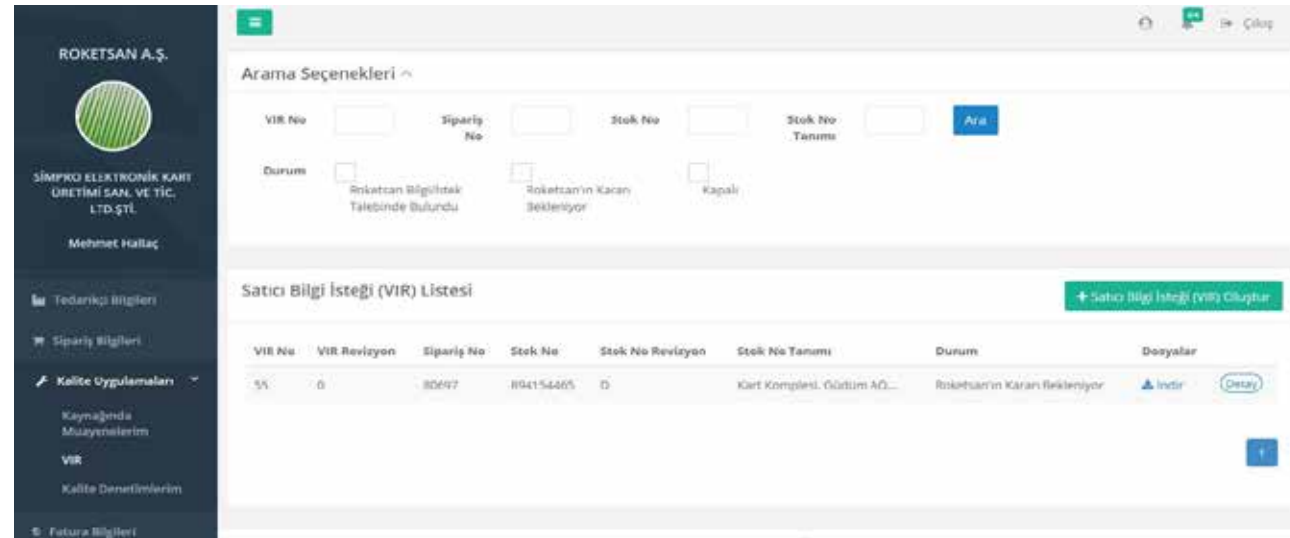 ROKETSAN A.Ş.
SİMPRO ELEKTRONİK KART
ÜRETİMİ SAN. VE TİC.
LTD.ŞTİ.
Mehmet Hallaç
Tedarikçi Bilgileri
Sipariş Bilgileri
Kalite Uygulamaları
Kaynağında
Muayenelerim
VIR
Kalite Denetimlerim
Fatura Bilgileri
Çıkış
Arama Seçenekleri
VIR No
Sipariş
No
Stok No
Stok No
Tanımı
Ara
Durum
Roketsan Bilgi/İstek
Talebinde Bulundu
Roketsan'ın Kararı
Bekleniyor
Kapalı
Satıcı Bilgi İsteği (VIR) Listesi
+ Satıcı Bilgi İsteği (VIR) Oluştur
VIR No VIR Revizyon Sipariş No Stok No Stok No Revizyon Stok No Tanımı Durum Dosyalar
55 0 80697 894154465 D Kart Komplesi, Güdüm Roketsan'ın Kararı Bekleniyor İndir Detay
1